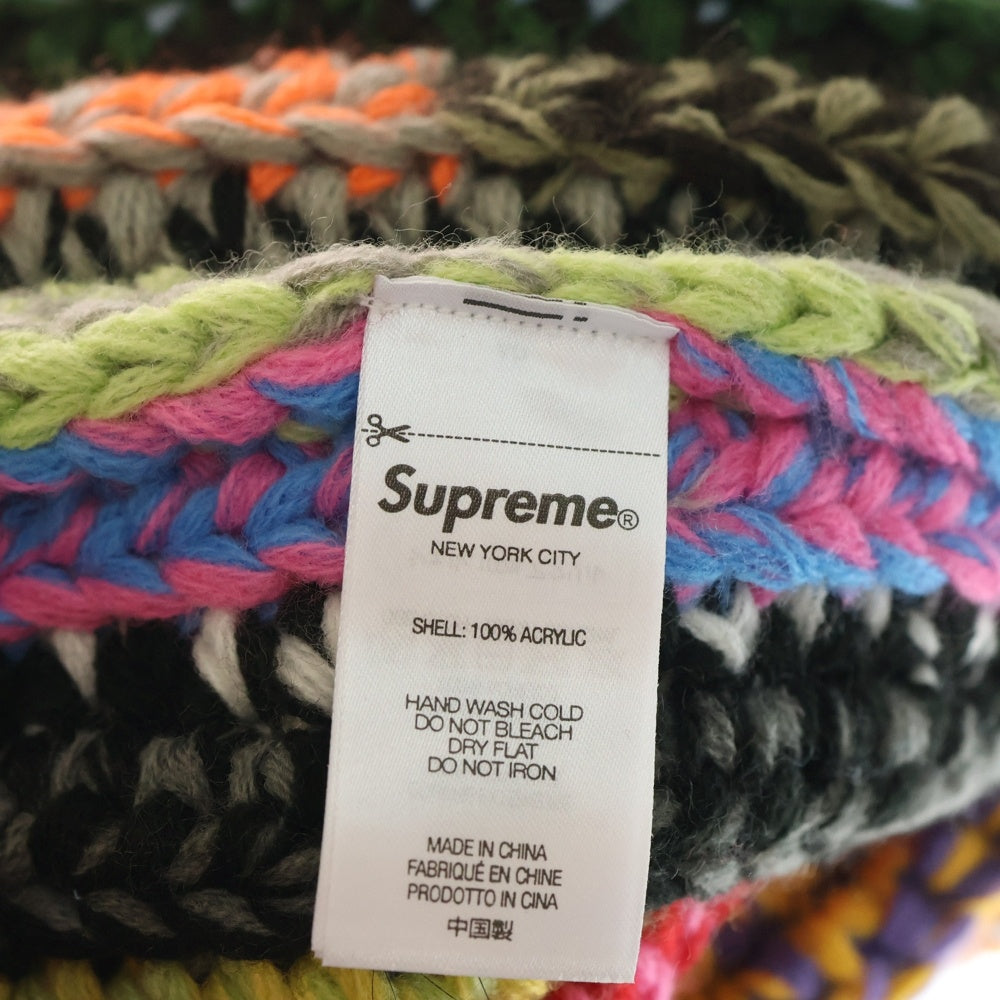 Supreme®
NEW YORK CITY
SHELL: 100% ACRYLIC
HAND WASH COLD
DO NOT BLEACH
DRY FLAT
DO NOT IRON
MADE IN CHINA
FABRIQUÉ EN CHINE
PRODOTTO IN CINA
中国製